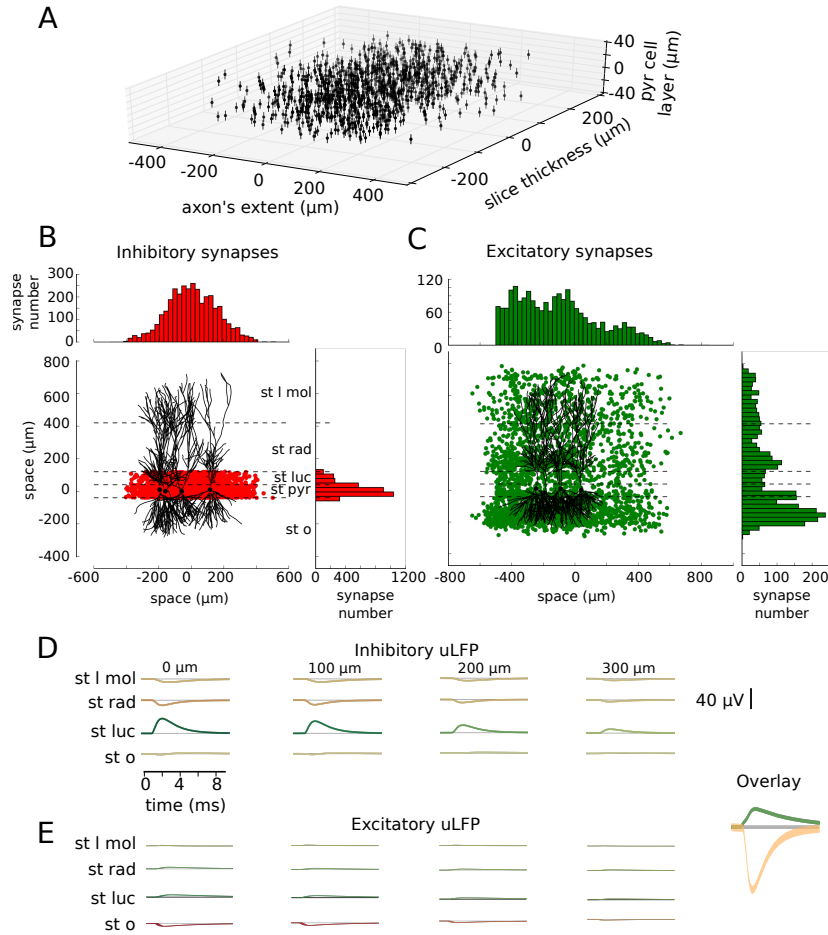 A
40
20
0
-20
-40
pyr cell
layer (μm)
200
0
-200
slice thickness (μm)
-400
-200
0
200
400
axon's extent (μm)
B
Inhibitory synapses
300
200
100
0
synapse
number
800
600
400
200
0
-200
-400
space (μm)
st l mol
st rad
st luc
st pyr
st o
-600
-200
0
200
600
space (μm)
0
400
800
1200
synapse
number
C
Excitatory synapses
120
60
0
-800
-400
0
400
800
space (μm)
0
100
200
synapse
number
D
Inhibitory uLFP
0 μm
100 μm
200 μm
300 μm
st l mol
st rad
st luc
st o
40 μV
0
4
8
time (ms)
Overlay
E
Excitatory uLFP
st l mol
st rad
st luc
st o